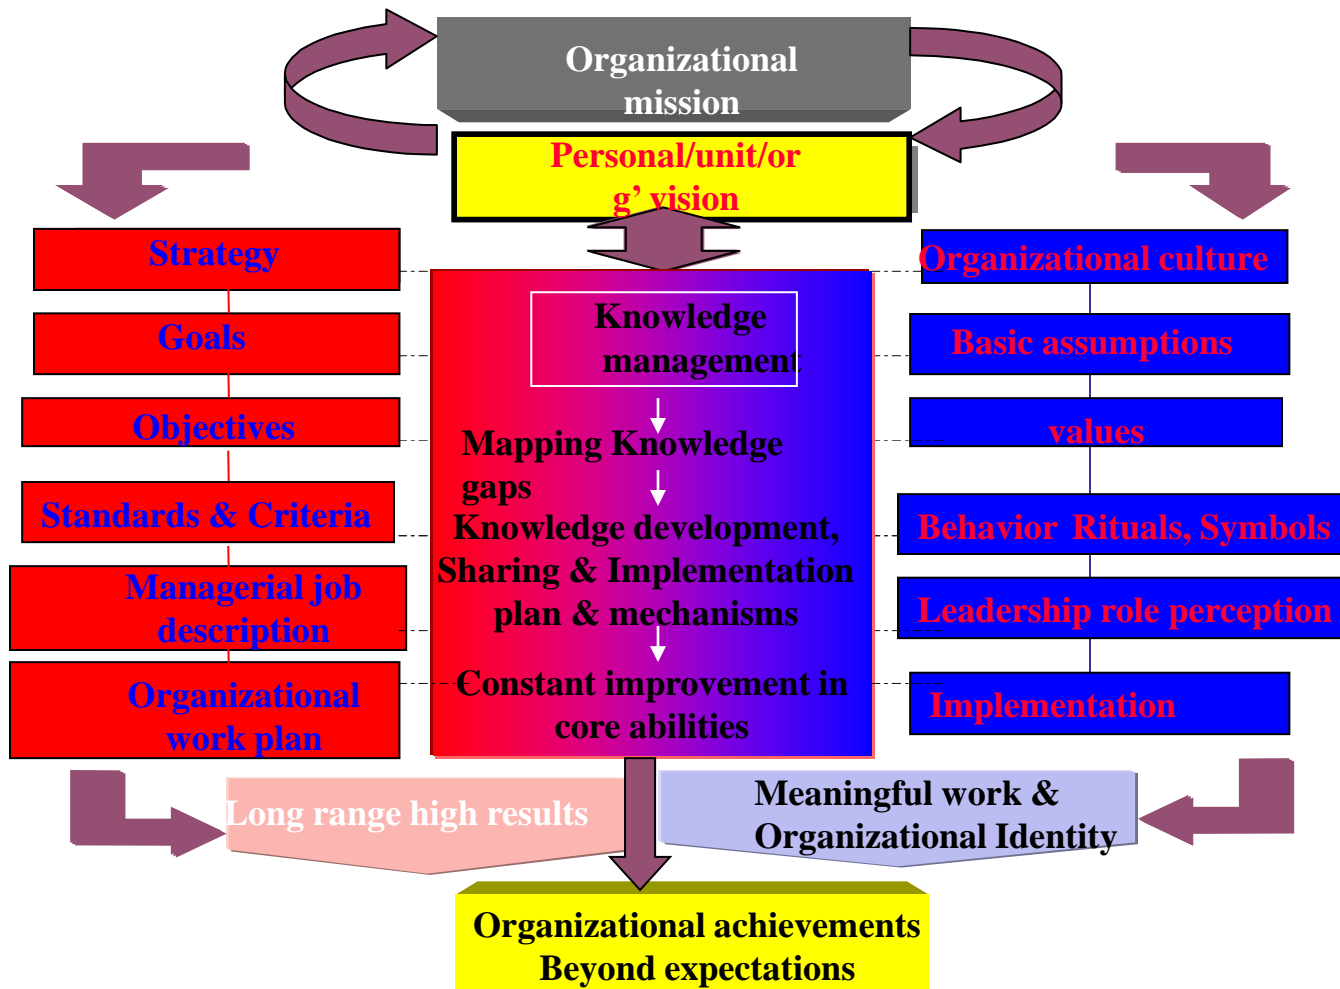 Organizational
mission
Personal/unit/or
g’ vision
Strategy
Goals
Objectives
Standards & Criteria
Managerial job
description
Organizational
work plan
Knowledge
management
Mapping Knowledge
gaps
Knowledge development,
Sharing & Implementation
plan & mechanisms
Constant improvement in
core abilities
Organizational culture
Basic assumptions
values
Behavior Rituals, Symbols
Leadership role perception
Implementation
Long range high results
Meaningful work &
Organizational Identity
Organizational achievements
Beyond expectations